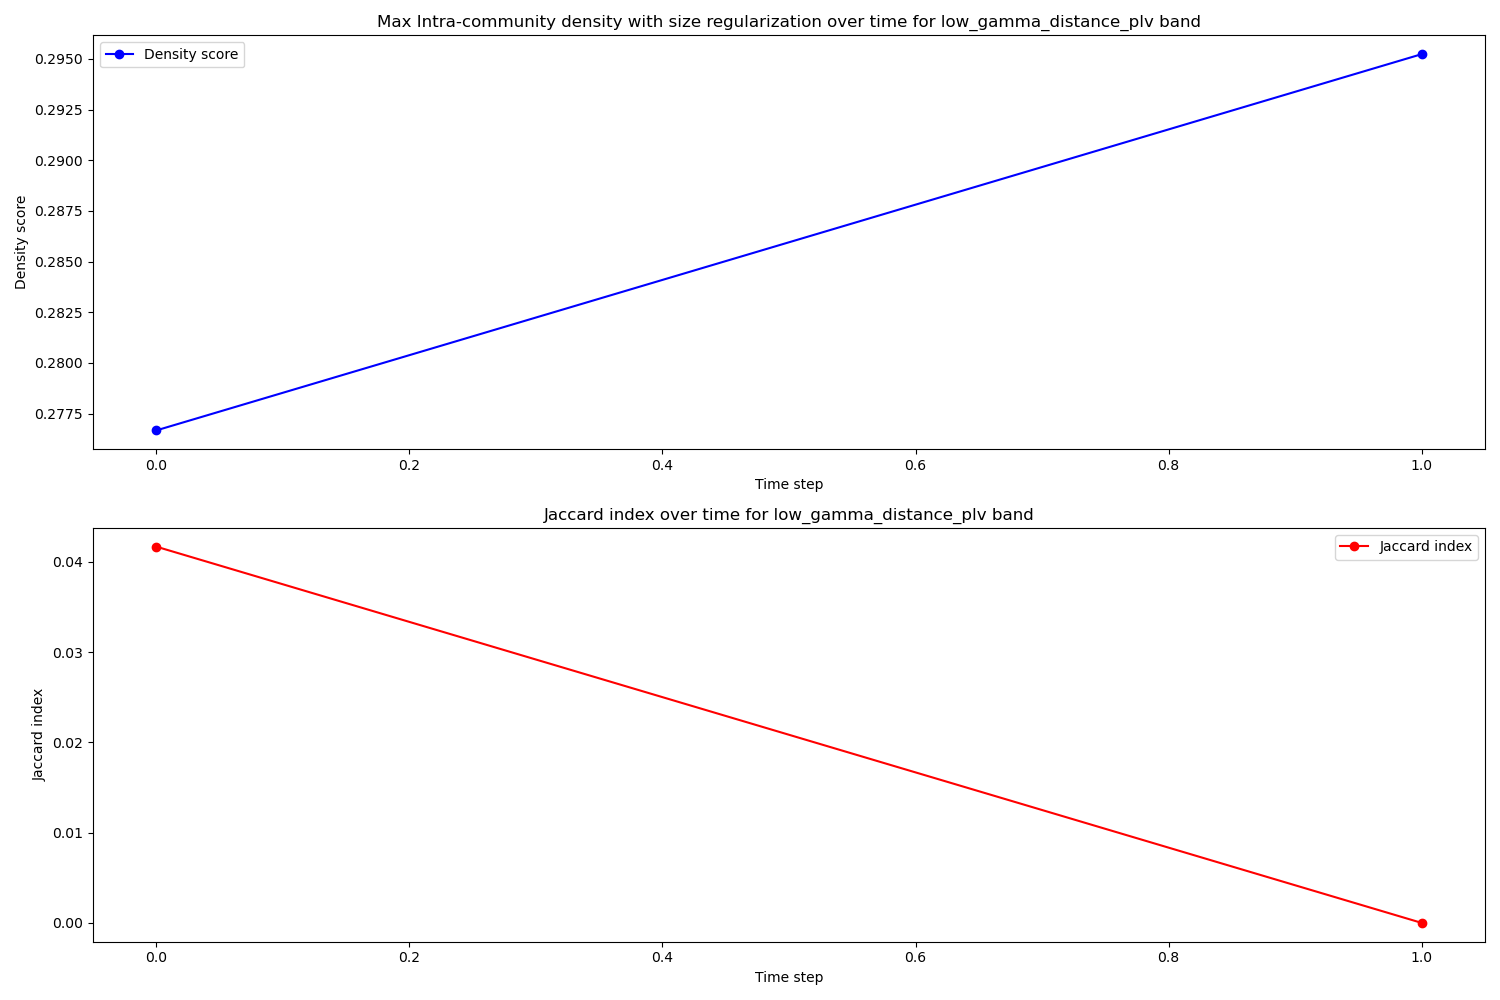 Max Intra-community density with size regularization over time for low_gamma_distance_plv band
Density score
0.2950
0.2925
0.2900
0.2875
0.2850
0.2825
0.2800
0.2775
Density score
0.0 0.2 0.4 0.6 0.8 1.0
Time step
Jaccard index over time for low_gamma_distance_plv band
Jaccard index
0.04
0.03
0.02
0.01
0.00
Jaccard index
0.0 0.2 0.4 0.6 0.8 1.0
Time step